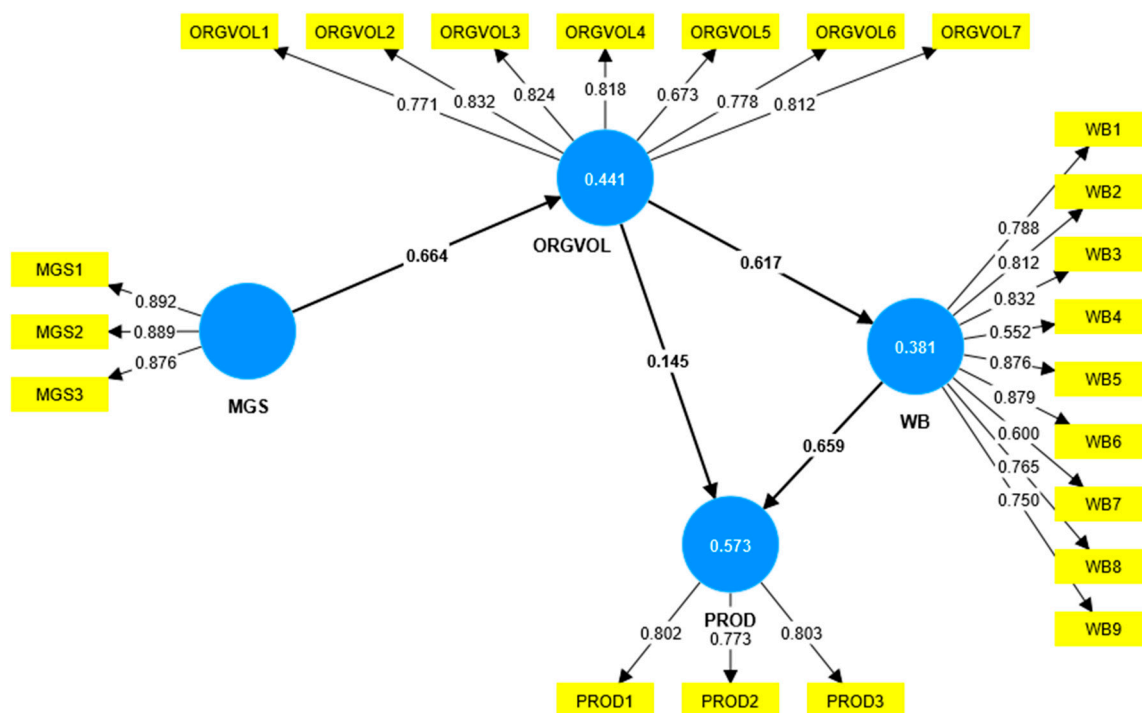 ORGVOL1 ORGVOL2 ORGVOL3 ORGVOL4 ORGVOL5 ORGVOL6 ORGVOL7
0.771 0.832 0.824 0.818 0.673 0.778 0.812
0.441
ORGVOL
WB1
WB2
WB3
WB4
WB5
WB6
WB7
WB8
WB9
0.788
0.812
0.832
0.552
0.876
0.879
0.600
0.765
0.750
0.664
0.617
0.145
0.659
MGS1
MGS2
MGS3
0.892
0.889
0.876
MGS
0.381
WB
0.573
PROD
0.802 0.773 0.803
PROD1 PROD2 PROD3